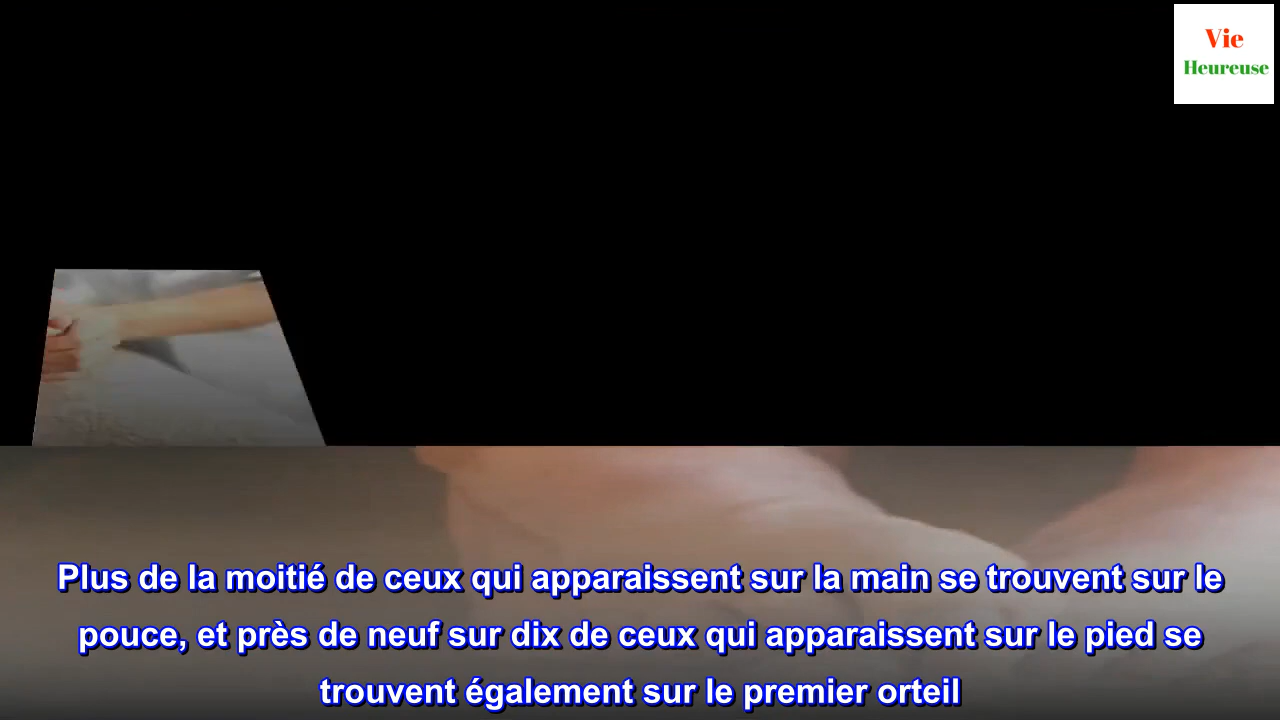 Vie
Heureuse
Plus de la moitié de ceux qui apparaissent sur la main se trouvent sur le
pouce, et près de neuf sur dix de ceux qui apparaissent sur le pied se
trouvent également sur le premier orteil